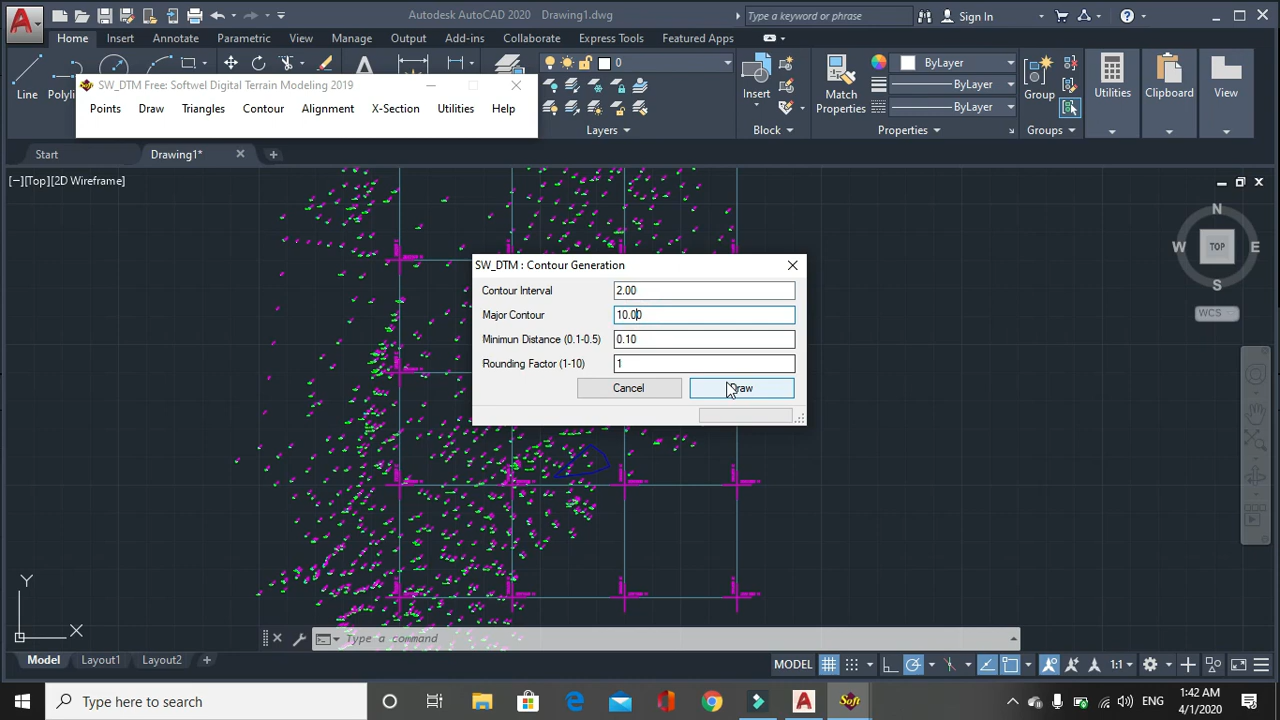 Autodesk AutoCAD 2020 Drawing1.dwg
Type a keyword or phrase
Sign In
Home Insert Annotate Parametric View Manage Output Add-ins Collaborate Express Tools Featured Apps
SW_DTM Free: Softwel Digital Terrain Modeling 2019
Points Draw Triangles Contour Alignment X-Section Utilities Help
0
ByLayer
ByLayer
ByLayer
Line
Insert
Match
Properties
Group
Utilities
Clipboard
View
Layers
Block
Properties
Groups
Start
Drawing1*
[−][Top][2D Wireframe]
N
W TOP E
S
WCS
SW_DTM : Contour Generation
Contour Interval 2.00
Major Contour 10.00
Minimun Distance (0.1-0.5) 0.10
Rounding Factor (1-10) 1
Cancel
Draw
Y
X
Type a command
Model Layout1 Layout2
MODEL
1:1
Type here to search
Soft
ENG
1:42 AM
4/1/2020